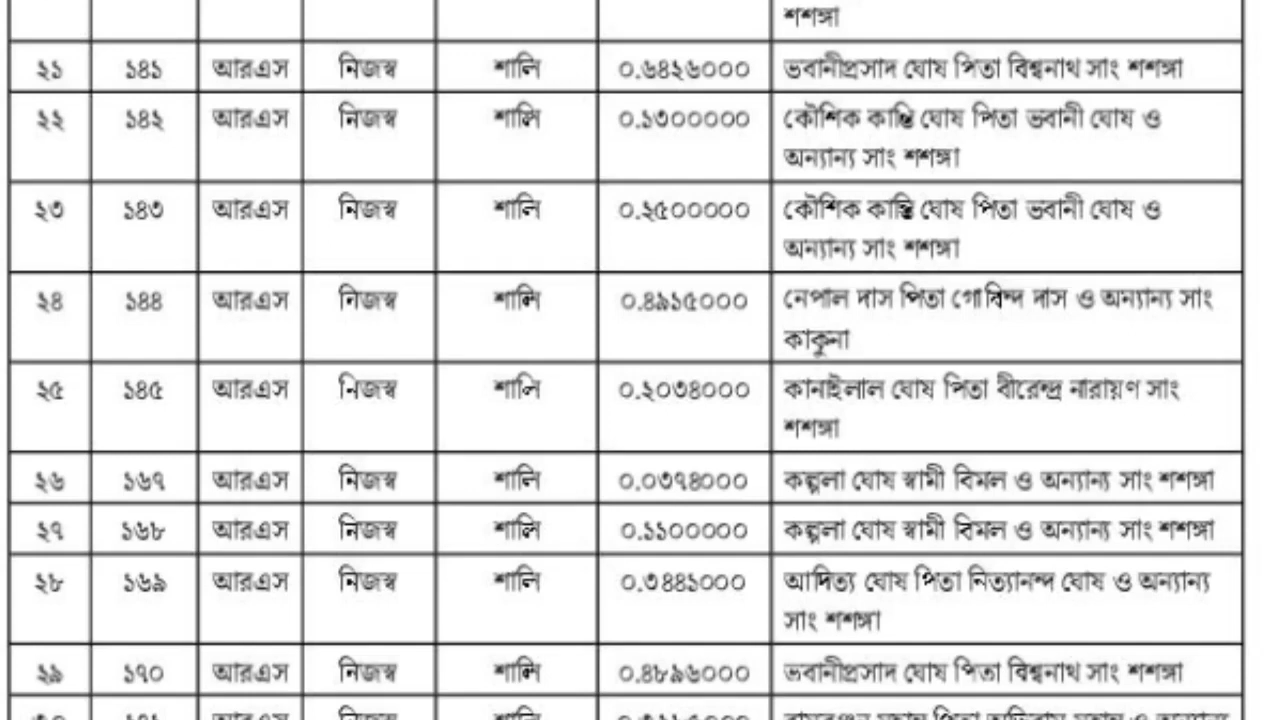 শশঙ্গা
২১ ১৪১ আরএস নিজস্ব শালি ০.৬৪২৬০০০ ভবানীপ্রসাদ ঘোষ পিতা বিশ্বনাথ সাং শশঙ্গা
২২ ১৪২ আরএস নিজস্ব শালি ০.১৩০০০০০ কৌশিক কান্তি ঘোষ পিতা ভবানী ঘোষ ও
অন্যান্য সাং শশঙ্গা
২৩ ১৪৩ আরএস নিজস্ব শালি ০.২৫০০০০০ কৌশিক কান্তি ঘোষ পিতা ভবানী ঘোষ ও
অন্যান্য সাং শশঙ্গা
২৪ ১৪৪ আরএস নিজস্ব শালি ০.৪৯১৫০০০ নেপাল দাস পিতা গোবিন্দ দাস ও অন্যান্য সাং
কাকুনা
২৫ ১৪৫ আরএস নিজস্ব শালি ০.২০৩৪০০০ কানাইলাল ঘোষ পিতা বীরেন্দ্র নারায়ণ সাং
শশঙ্গা
২৬ ১৬৭ আরএস নিজস্ব শালি ০.০৩৭৪০০০ কল্পলা ঘোষ স্বামী বিমল ও অন্যান্য সাং শশঙ্গা
২৭ ১৬৮ আরএস নিজস্ব শালি ০.১১০০০০০ কল্পলা ঘোষ স্বামী বিমল ও অন্যান্য সাং শশঙ্গা
২৮ ১৬৯ আরএস নিজস্ব শালি ০.৩৪৪১০০০ আদিত্য ঘোষ পিতা নিত্যানন্দ ঘোষ ও অন্যান্য
সাং শশঙ্গা
২৯ ১৭০ আরএস নিজস্ব শালি ০.৪৮৯৬০০০ ভবানীপ্রসাদ ঘোষ পিতা বিশ্বনাথ সাং শশঙ্গা